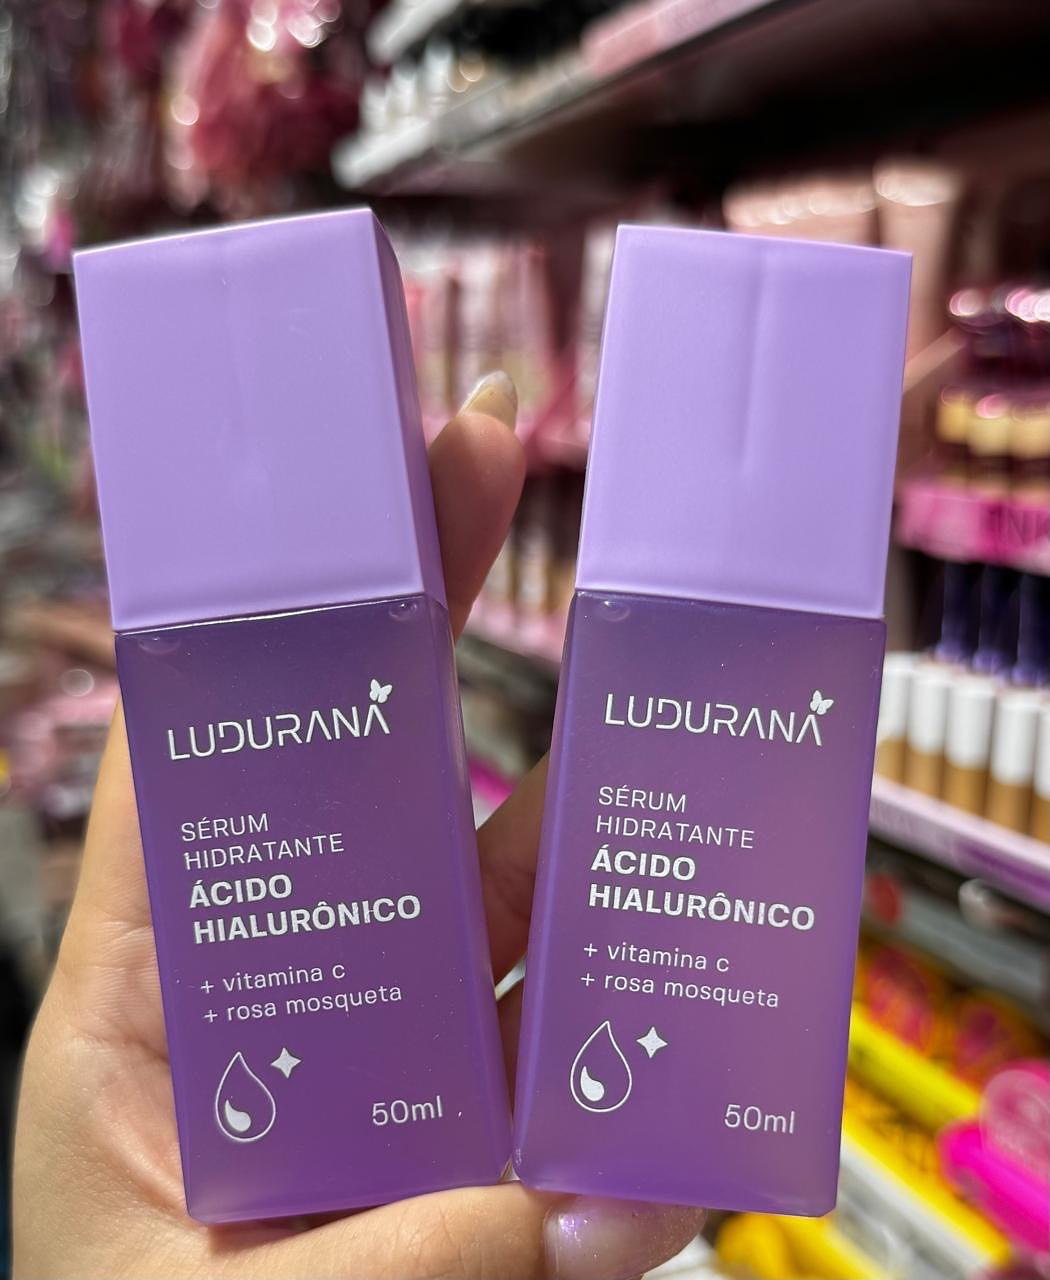 LUDURANA
SÉRUM
HIDRATANTE
ÁCIDO
HIALURÔNICO
+ vitamina c
+ rosa mosqueta
50ml
LUDURANA
SÉRUM
HIDRATANTE
ÁCIDO
HIALURÔNICO
+ vitamina c
+ rosa mosqueta
50ml